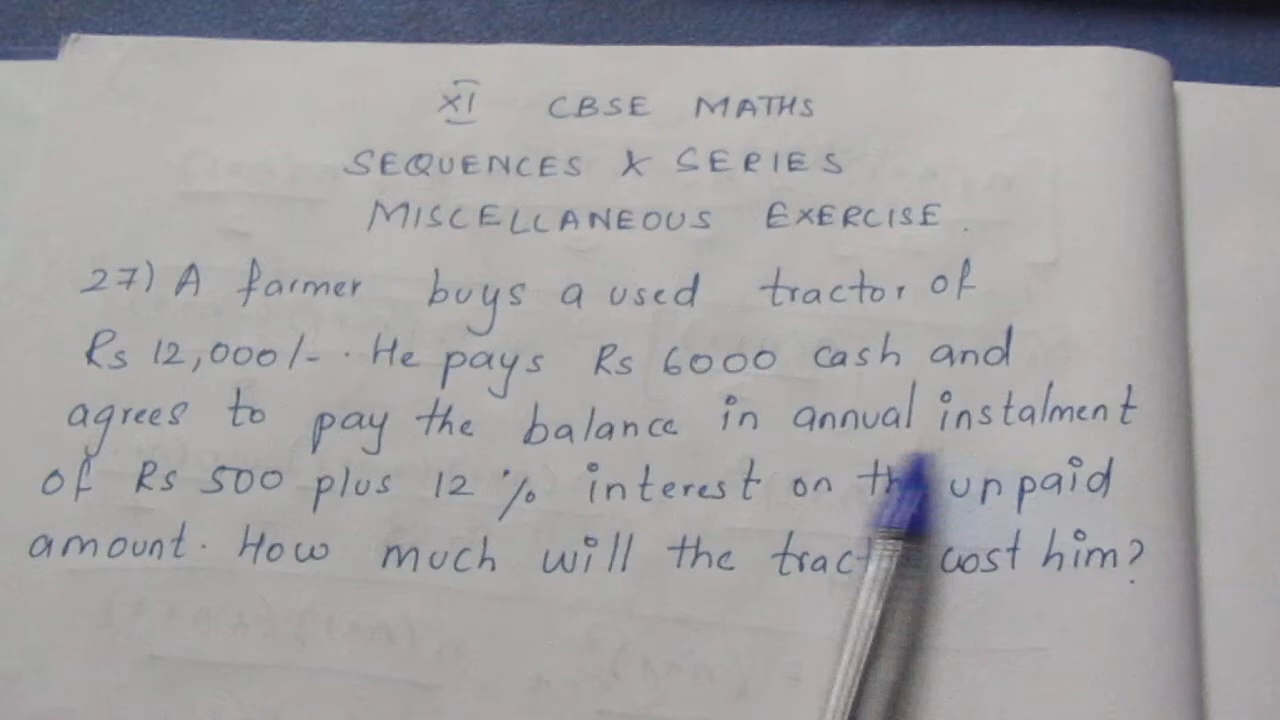 XI CBSE MATHS
SEQUENCES & SERIES
MISCELLANEOUS EXERCISE.
27) A farmer buys a used tractor of
Rs 12,000/-. He pays Rs 6000 cash and
agrees to pay the balance in annual instalment
of Rs 500 plus 12 % interest on unpaid
amount. How much will the cost him?